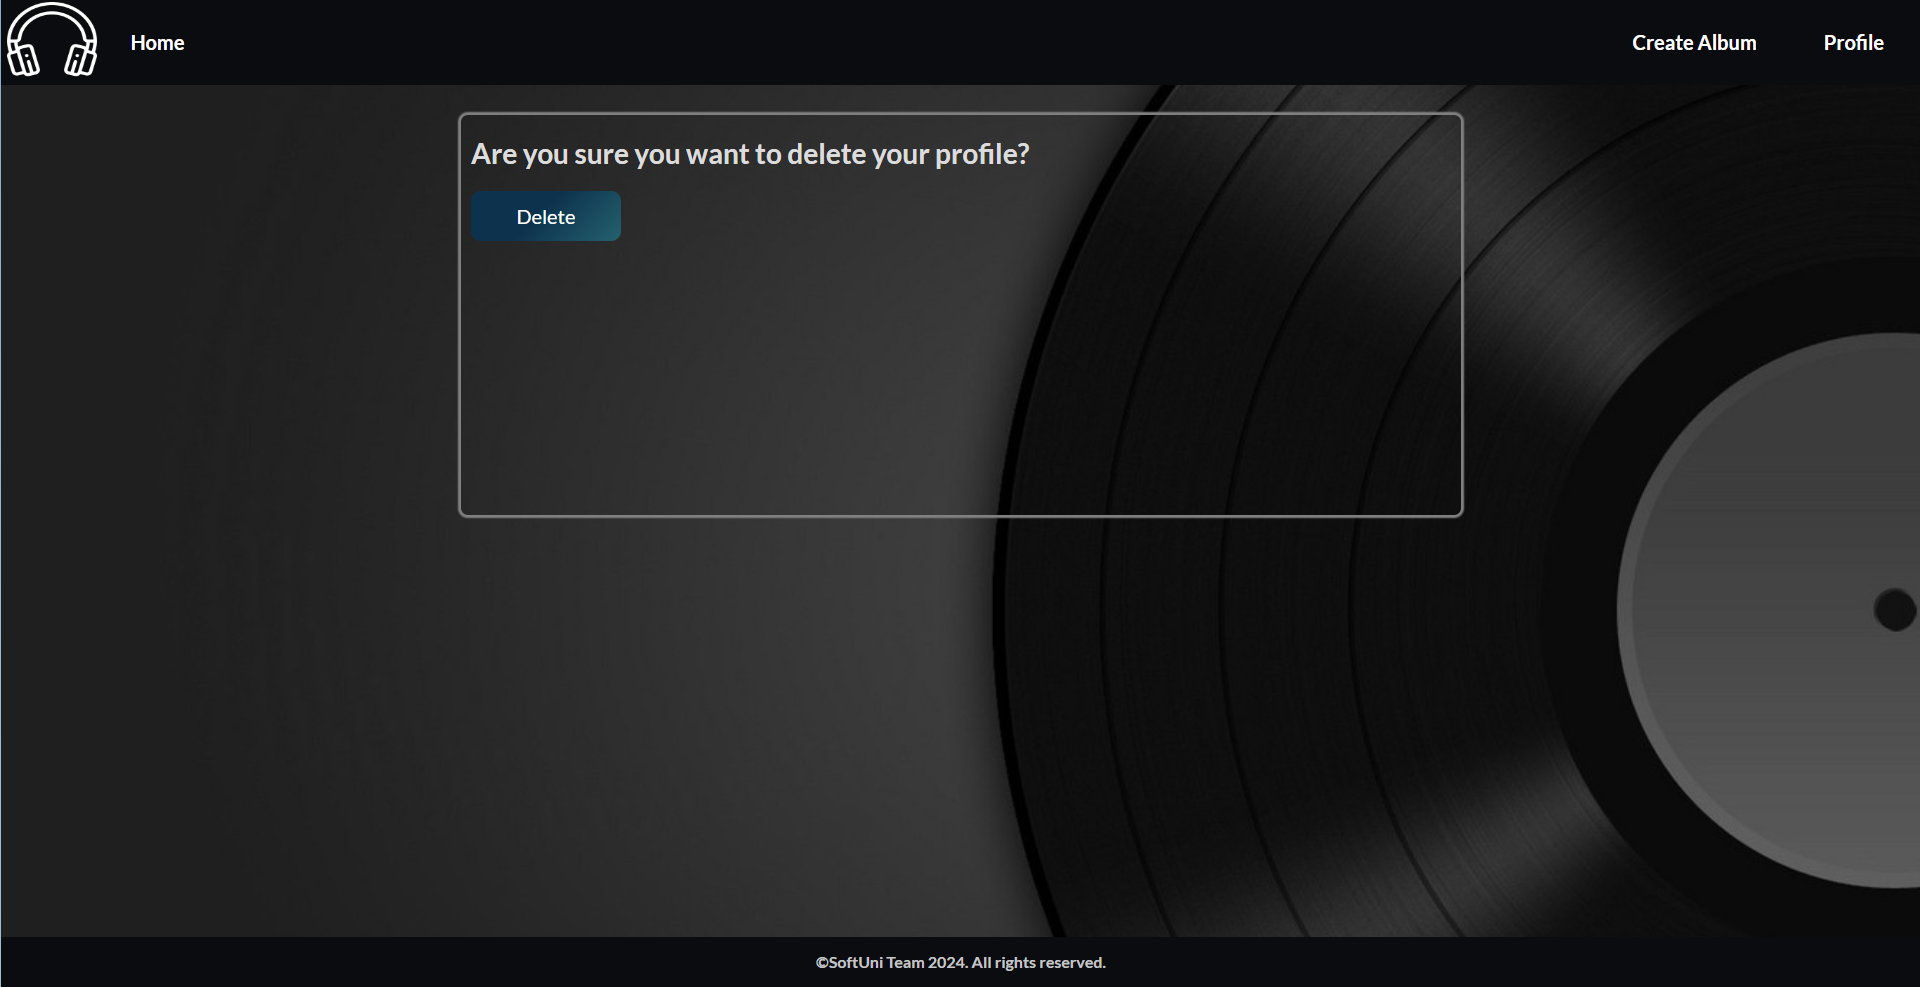 Home
Create Album
Profile
Are you sure you want to delete your profile?
Delete
©SoftUni Team 2024. All rights reserved.